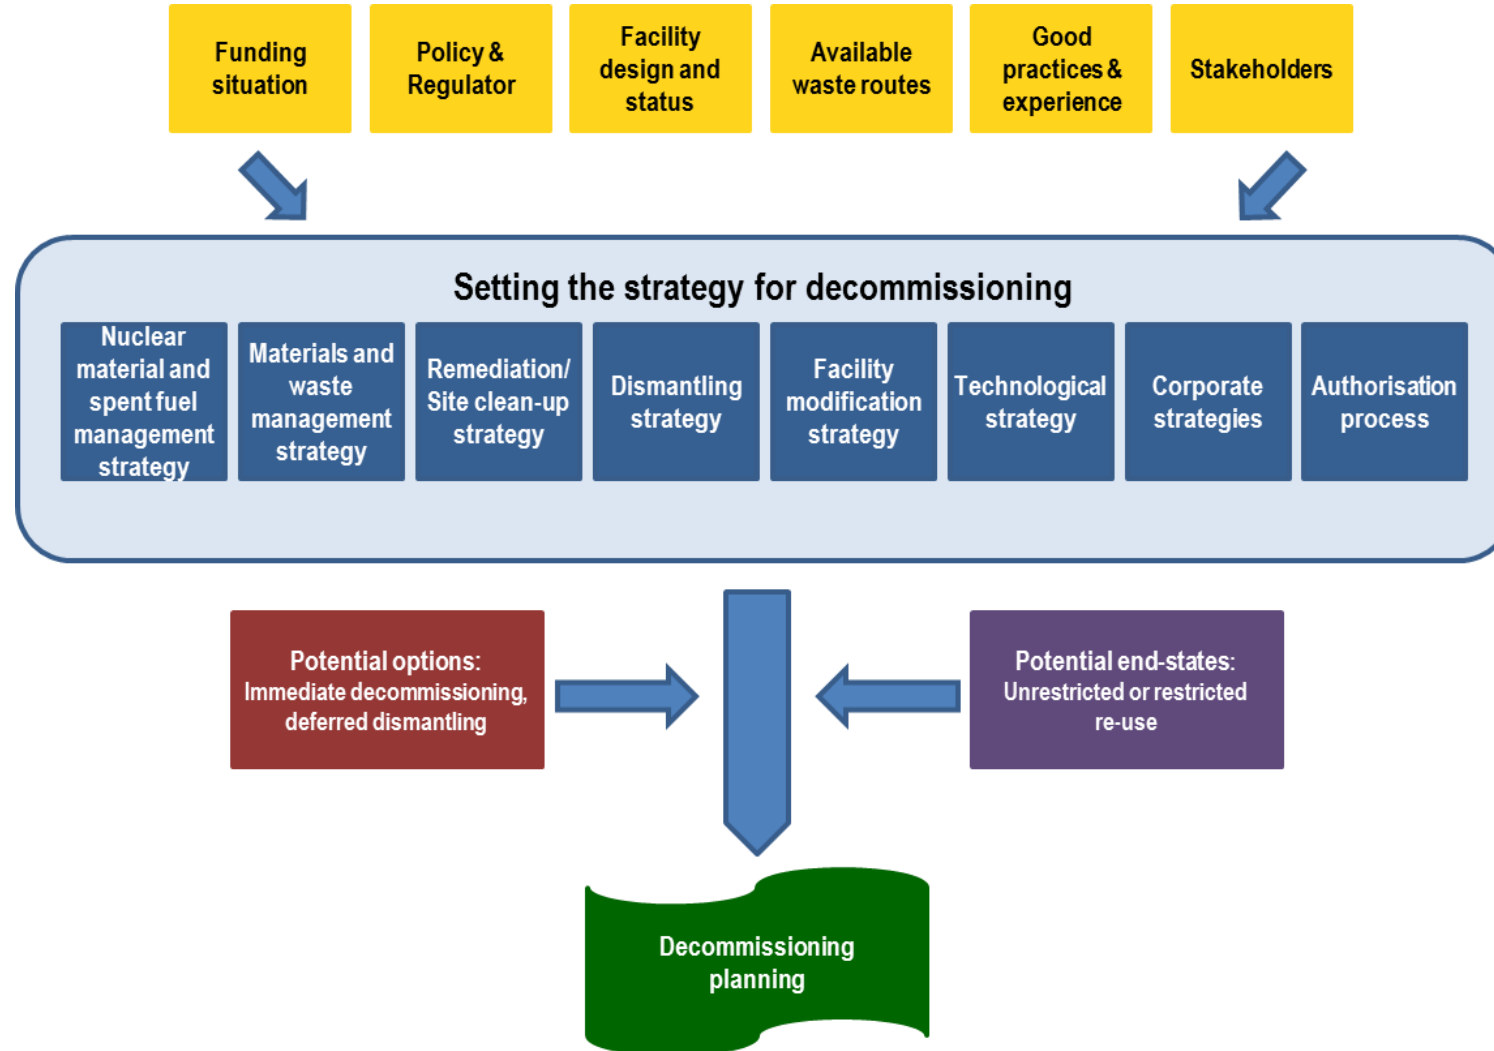 Funding
situation
Policy &
Regulator
Facility
design and
status
Available
waste routes
Good
practices &
experience
Stakeholders
Setting the strategy for decommissioning
Nuclear
material and
spent fuel
management
strategy
Materials and
waste
management
strategy
Remediation/
Site clean-up
strategy
Dismantling
strategy
Facility
modification
strategy
Technological
strategy
Corporate
strategies
Authorisation
process
Potential options:
Immediate decommissioning,
deferred dismantling
Potential end-states:
Unrestricted or restricted
re-use
Decommissioning
planning